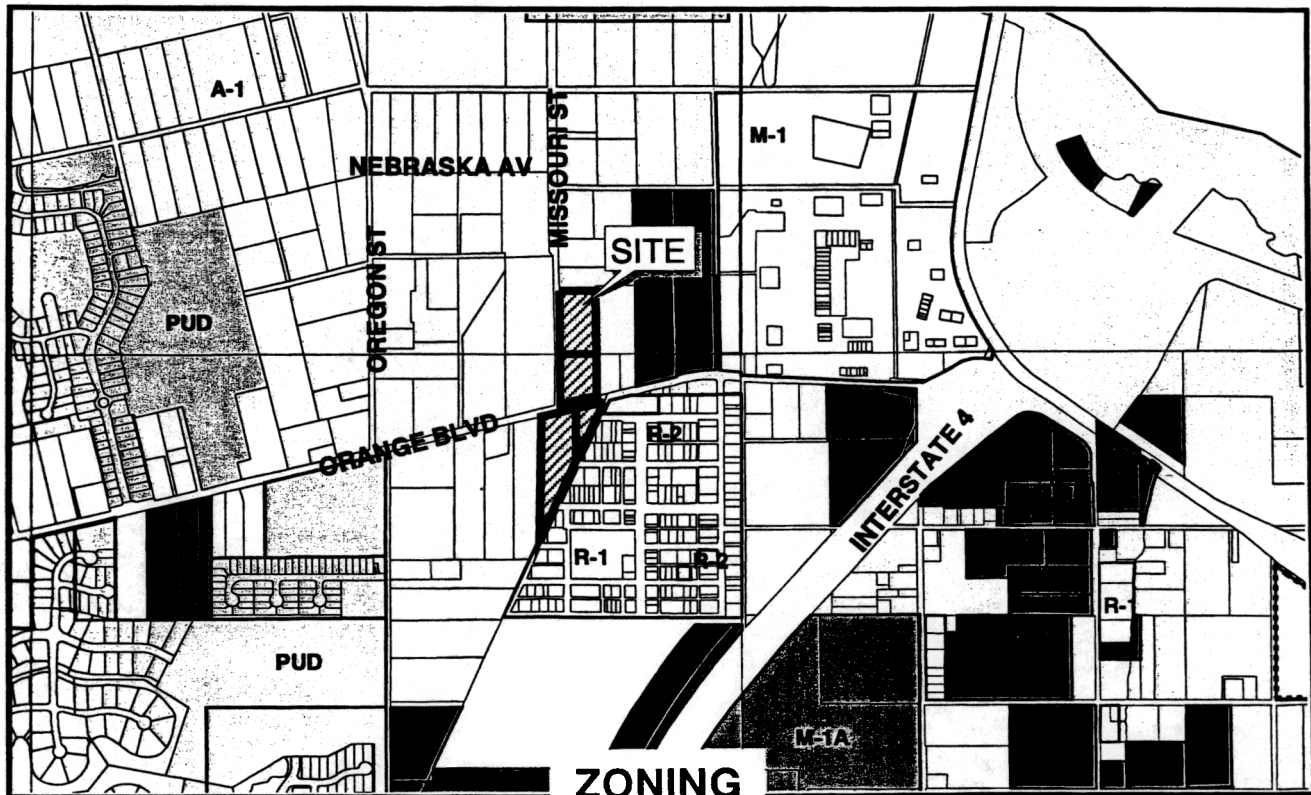 A-1
MISSOURI ST
M-1
NEBRASKA AV
SITE
OREGON ST
PUD
ORANGE BLVD
R-2
INTERSTATE 4
R-1
R-2
R-1
PUD
M-1A
ZONING